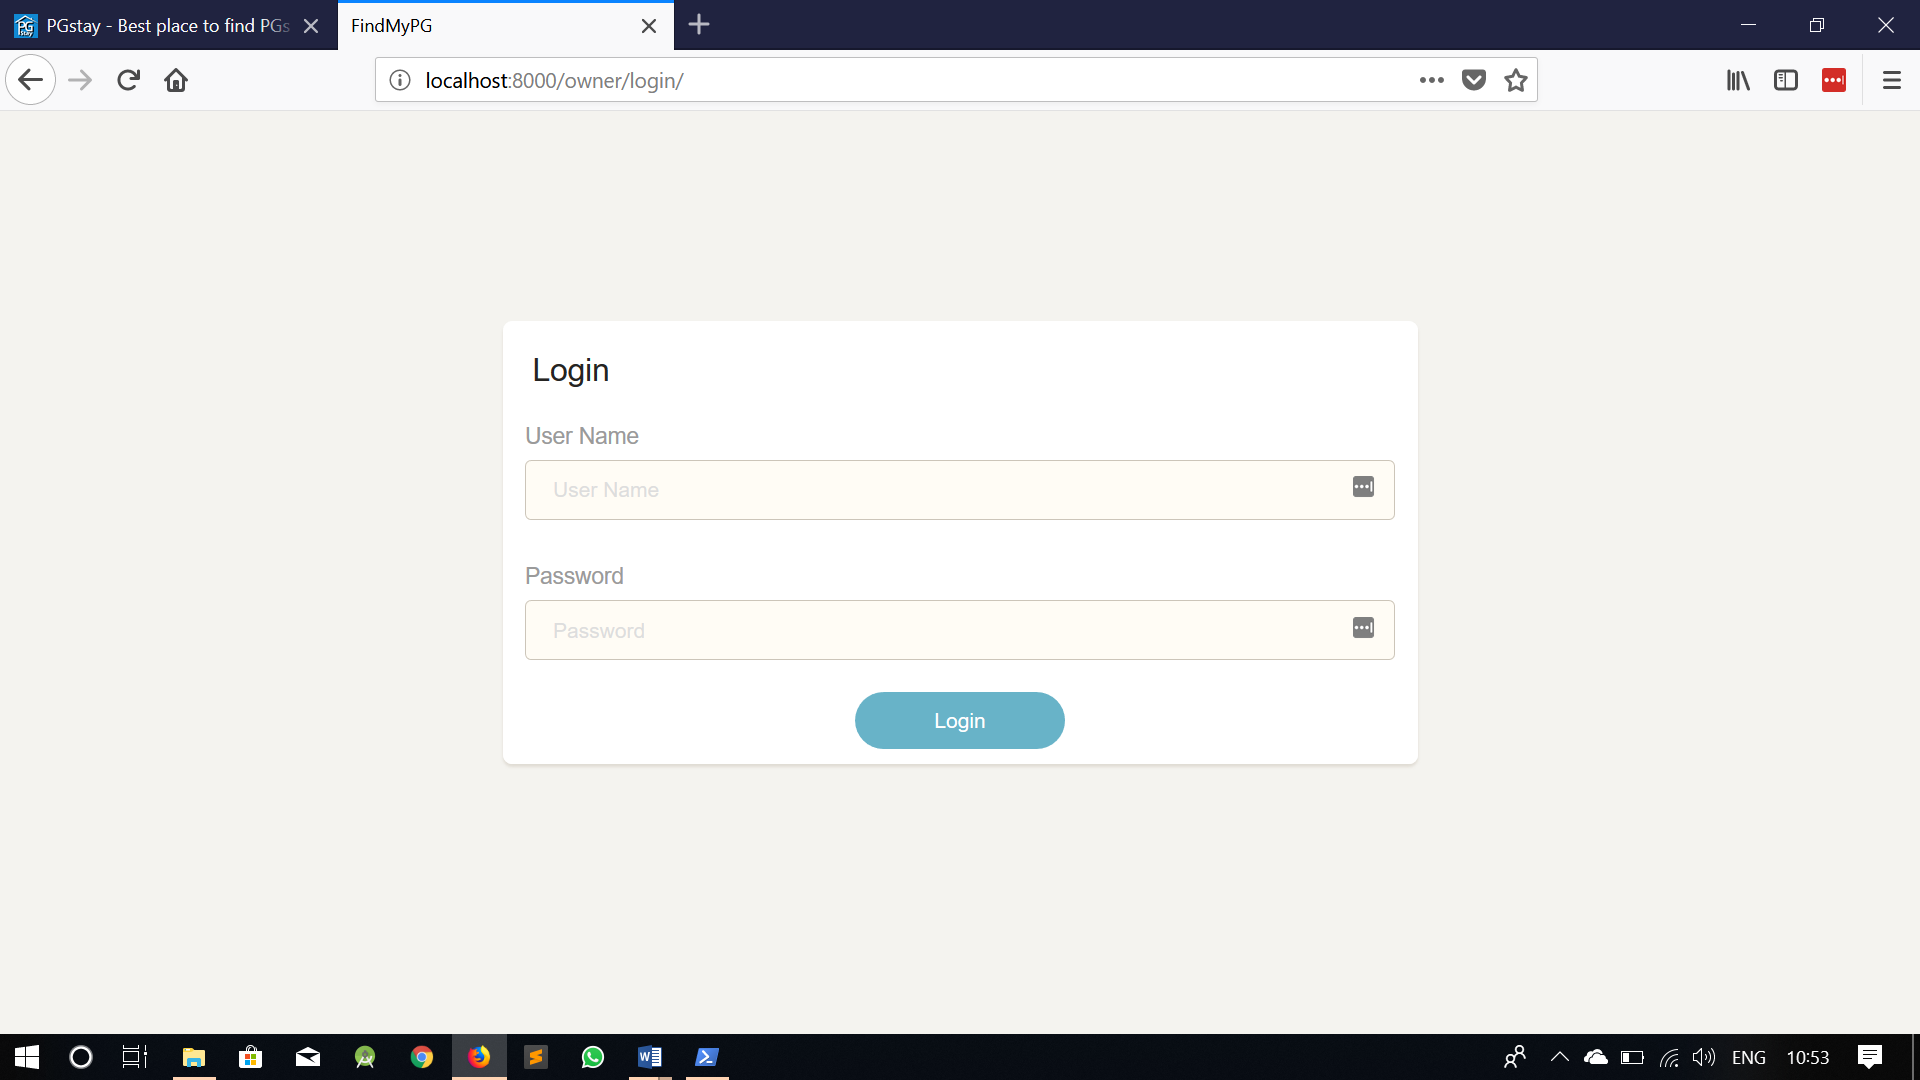 PGstay - Best place to find PGs
FindMyPG
localhost:8000/owner/login/
Login
User Name
User Name
Password
Password
Login
ENG
10:53